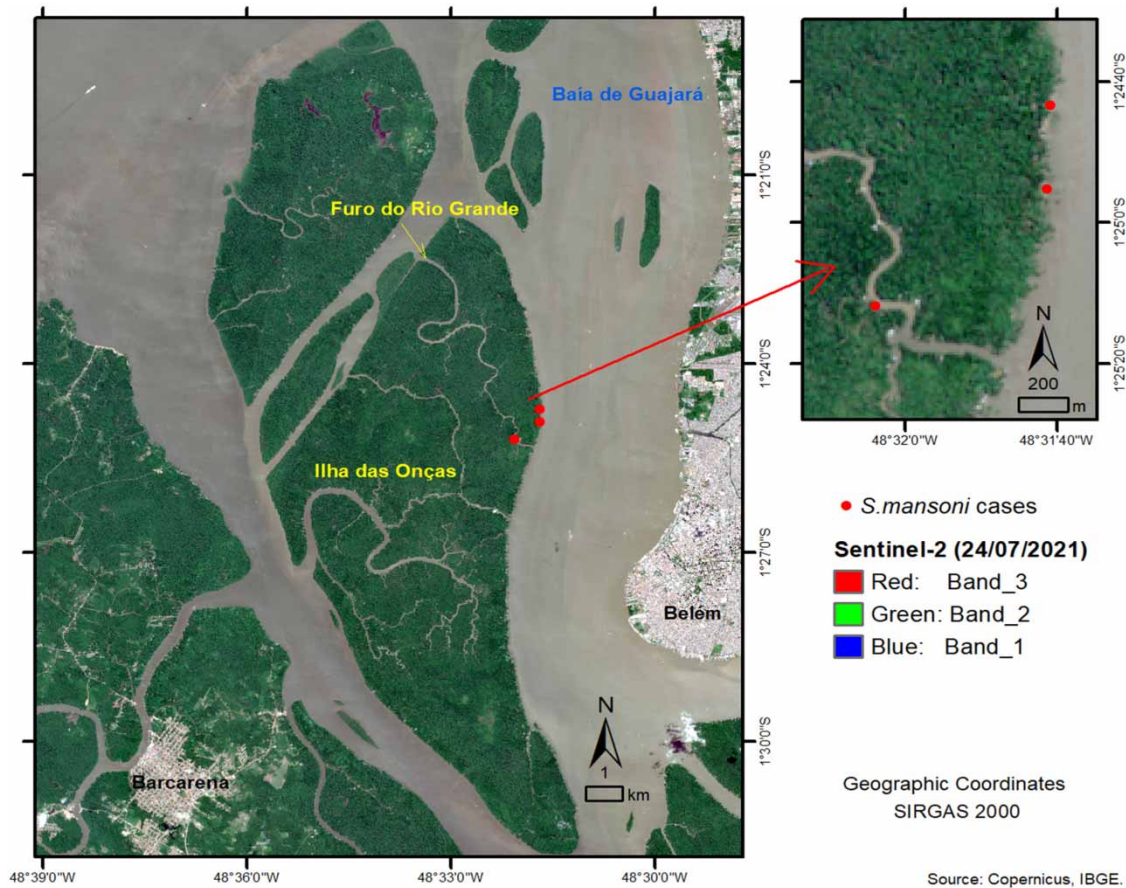 Baía de Guajará
Furo do Rio Grande
Ilha das Onças
Belém
Barcarena
N
1
km
1°21'0"S
1°24'0"S
1°27'0"S
1°30'0"S
48°39'0"W
48°36'0"W
48°33'0"W
48°30'0"W
N
200
m
1°24'40"S
1°25'0"S
1°25'20"S
48°32'0"W
48°31'40"W
S.mansoni cases
Sentinel-2 (24/07/2021)
Red: Band_3
Green: Band_2
Blue: Band_1
Geographic Coordinates
SIRGAS 2000
Source: Copernicus, IBGE.